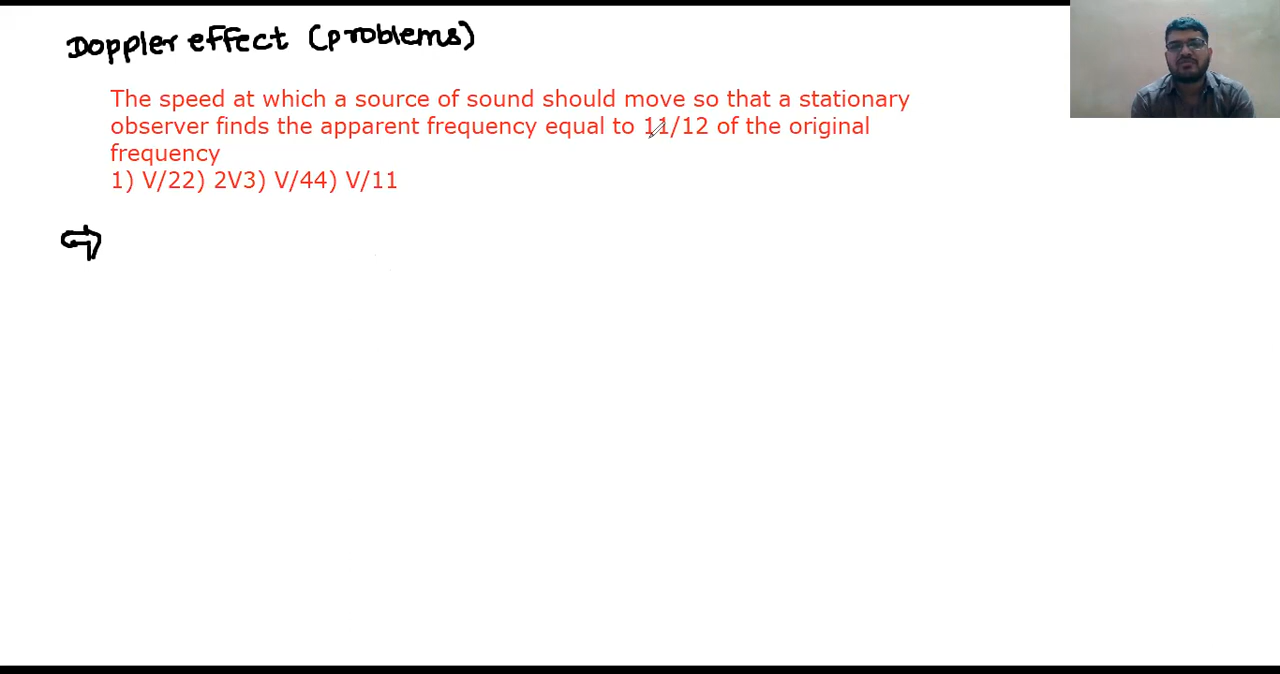 Doppler effect (problems)
The speed at which a source of sound should move so that a stationary
observer finds the apparent frequency equal to 11/12 of the original
frequency
1) V/22) 2V3) V/44) V/11